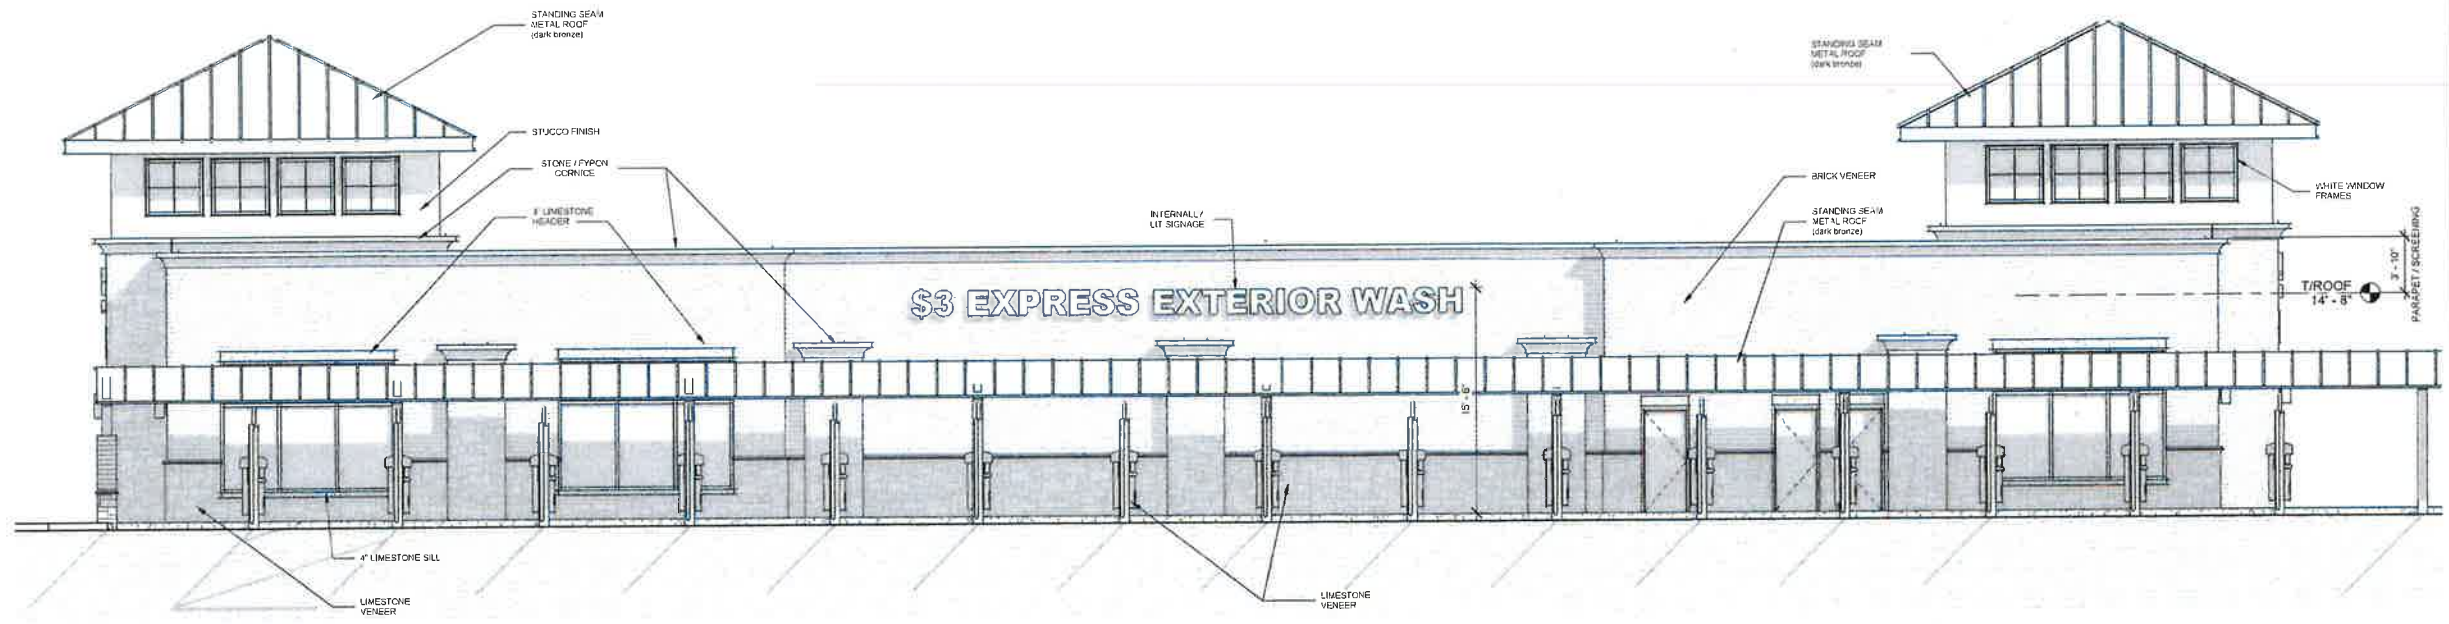 STANDING SEAM
METAL ROOF
(dark bronze)
STANDING SEAM
METAL ROOF
(dark bronze)
STUCCO FINISH
STONE / FYPON
CORNICE
BRICK VENEER
WHITE WINDOW
FRAMES
8" LIMESTONE
HEADER
INTERNALLY
LIT SIGNAGE
STANDING SEAM
METAL ROOF
(dark bronze)
3' - 10"
PARAPET / SCREENING
T/ROOF
14' - 8"
$3 EXPRESS EXTERIOR WASH
15' - 6"
4" LIMESTONE SILL
LIMESTONE
VENEER
LIMESTONE
VENEER